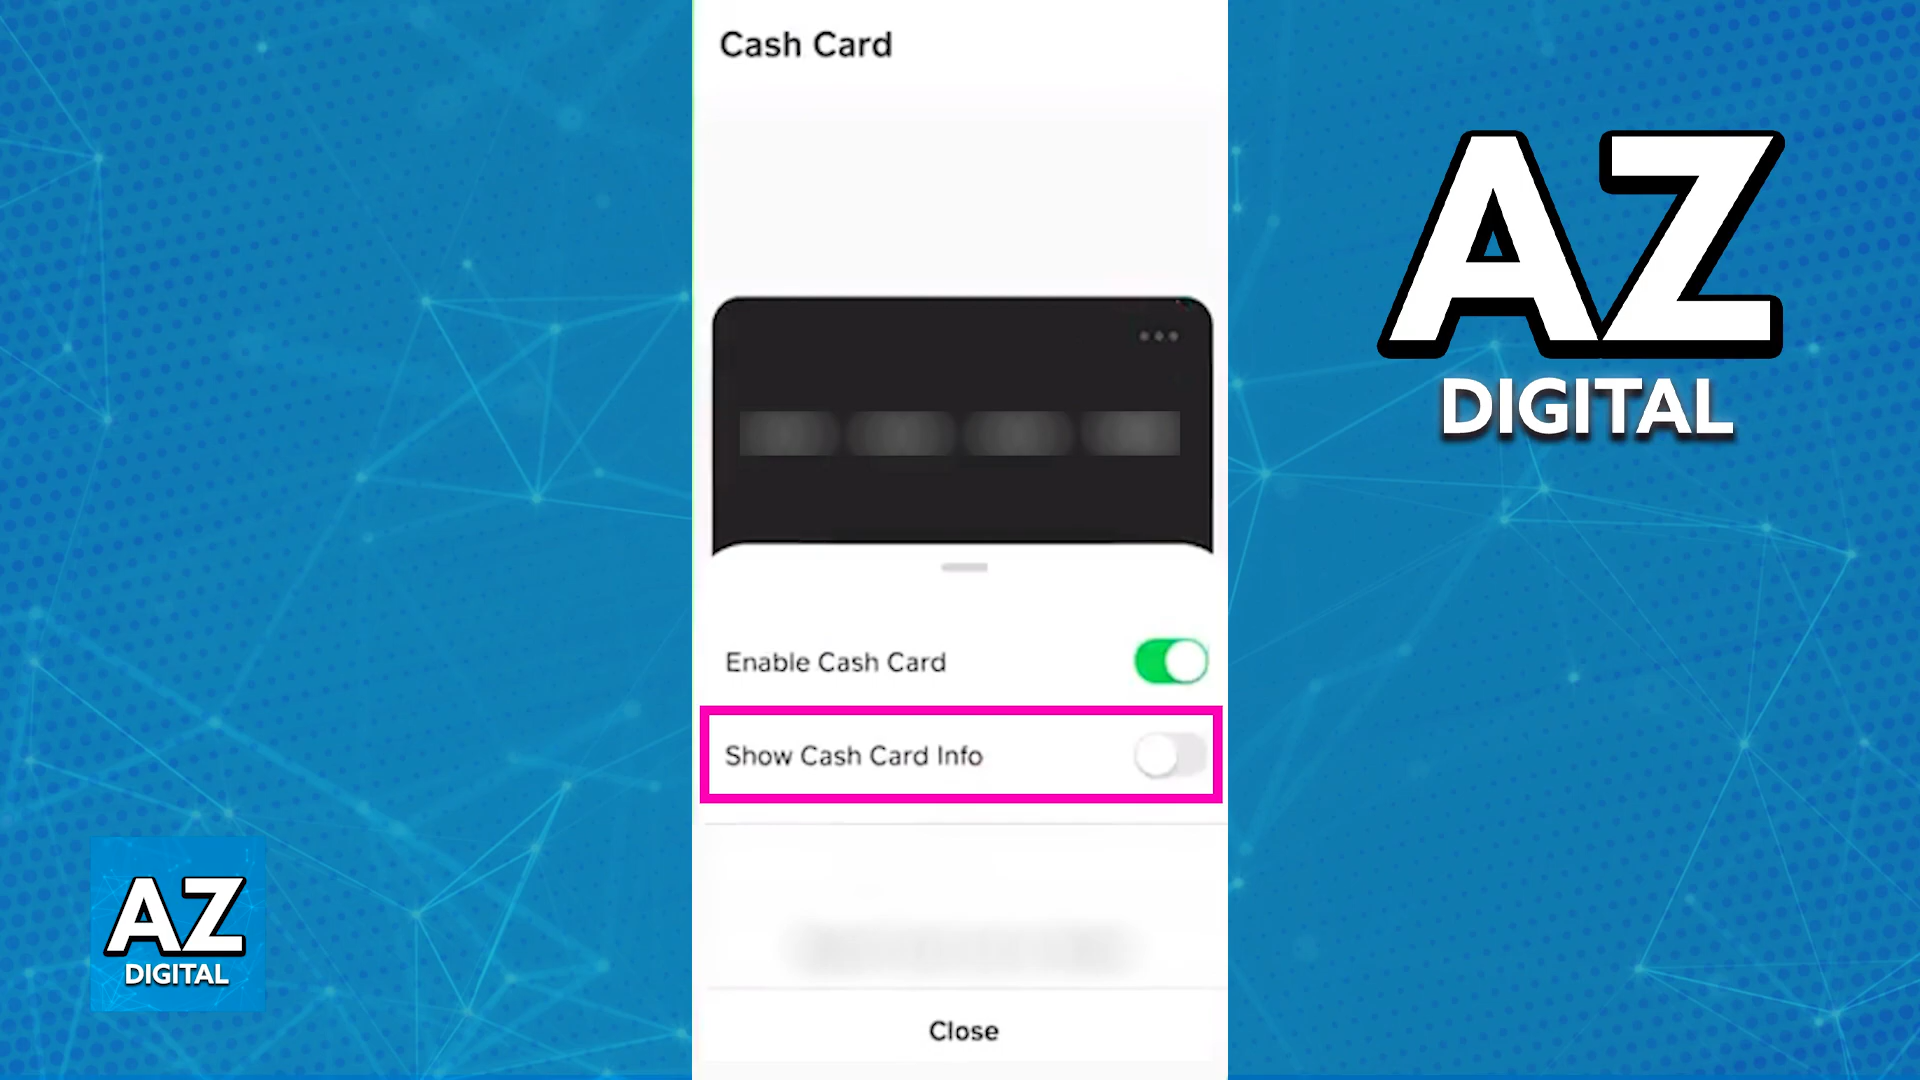 Cash Card
AZ
DIGITAL
Enable Cash Card
Show Cash Card Info
AZ
DIGITAL
Close